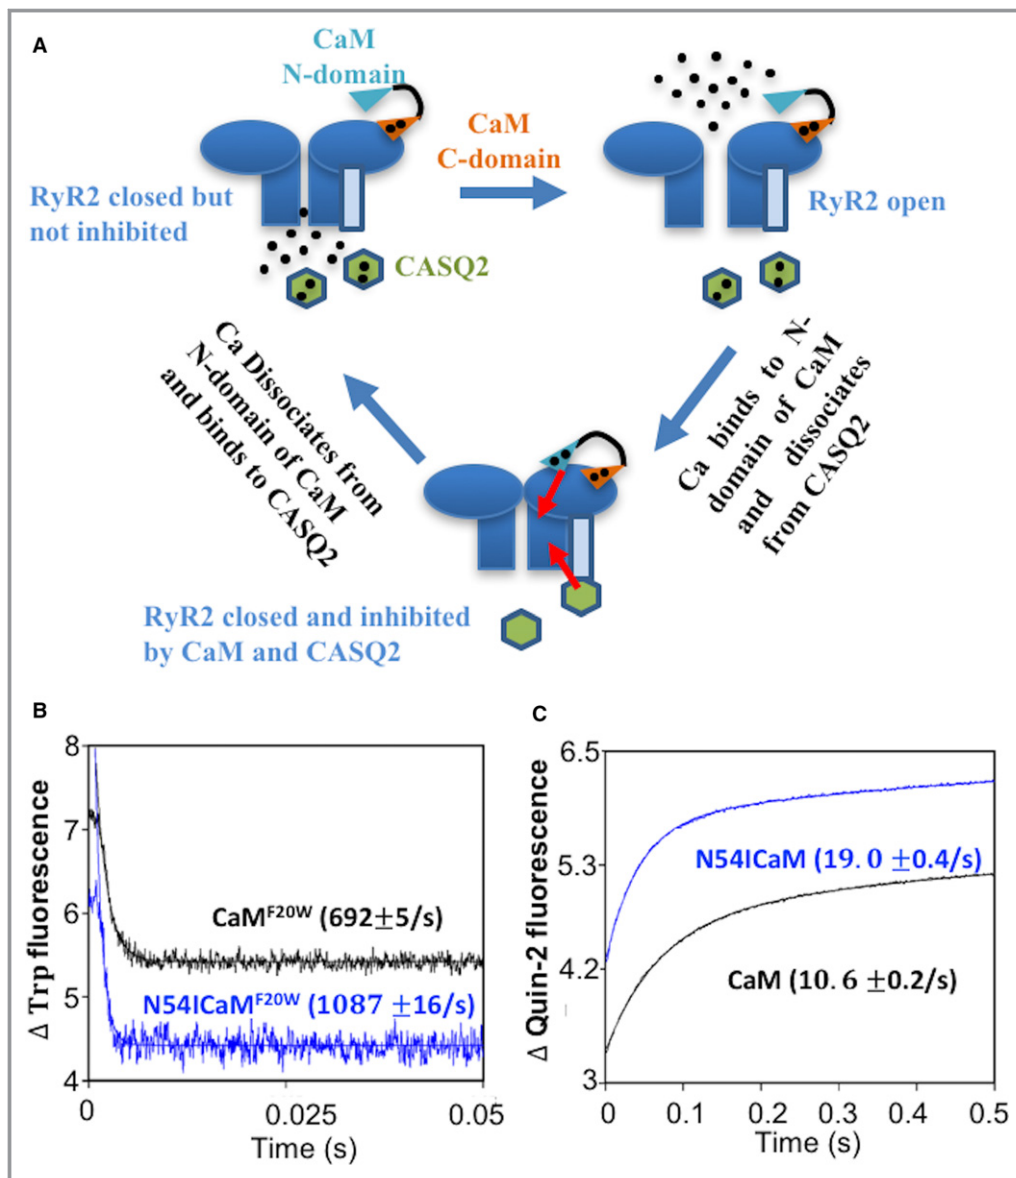 A
CaM
N-domain
CaM
C-domain
RyR2 closed but
not inhibited
RyR2 open
CASQ2
Ca binds to N-
domain of CaM
and dissociates
from CASQ2
Ca Dissociates from
N-domain of CaM
and binds to CASQ2
RyR2 closed and inhibited
by CaM and CASQ2
B
Δ Trp fluorescence
8
7
6
5
4
CaM^F20W (692±5/s)
N54ICaM^F20W (1087 ±16/s)
0
0.025
0.05
Time (s)
C
Δ Quin-2 fluorescence
6.5
5.3
4.2
3
N54ICaM (19.0 ±0.4/s)
CaM (10.6 ±0.2/s)
0
0.1
0.2
0.3
0.4
0.5
Time (s)